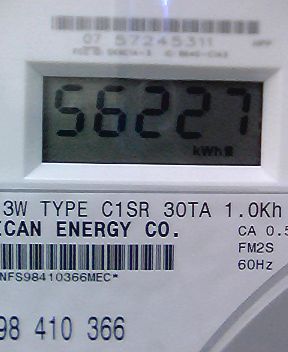 07 57245311
56227
kWh
3W TYPE C1SR 30TA 1.0Kh
ICAN ENERGY CO. CA 0.5
FM2S
60Hz
NFS98410366MEC*
98 410 366